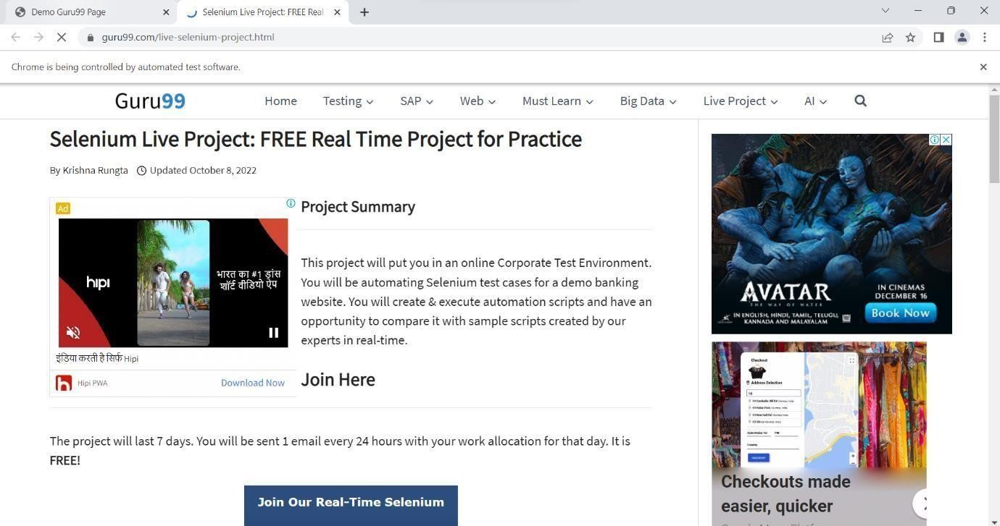 Demo Guru99 Page
Selenium Live Project: FREE Real
guru99.com/live-selenium-project.html
Chrome is being controlled by automated test software.
Guru99
Home Testing SAP Web Must Learn Big Data Live Project AI
Selenium Live Project: FREE Real Time Project for Practice
By Krishna Rungta Updated October 8, 2022
Ad
hipi
भारत का #1 डांस
शॉर्ट वीडियो ऐप
इंडिया करती है सिर्फ Hipi
Hipi PWA Download Now
Project Summary
This project will put you in an online Corporate Test Environment.
You will be automating Selenium test cases for a demo banking
website. You will create & execute automation scripts and have an
opportunity to compare it with sample scripts created by our
experts in real-time.
Join Here
The project will last 7 days. You will be sent 1 email every 24 hours with your work allocation for that day. It is
FREE!
Join Our Real-Time Selenium
AVATAR
THE WAY OF WATER
IN CINEMAS
DECEMBER 16
Book Now
IN ENGLISH, HINDI, TAMIL, TELUGU,
KANNADA AND MALAYALAM
Checkout
Address Selection
Country
CHECKOUT
Checkouts made
easier, quicker